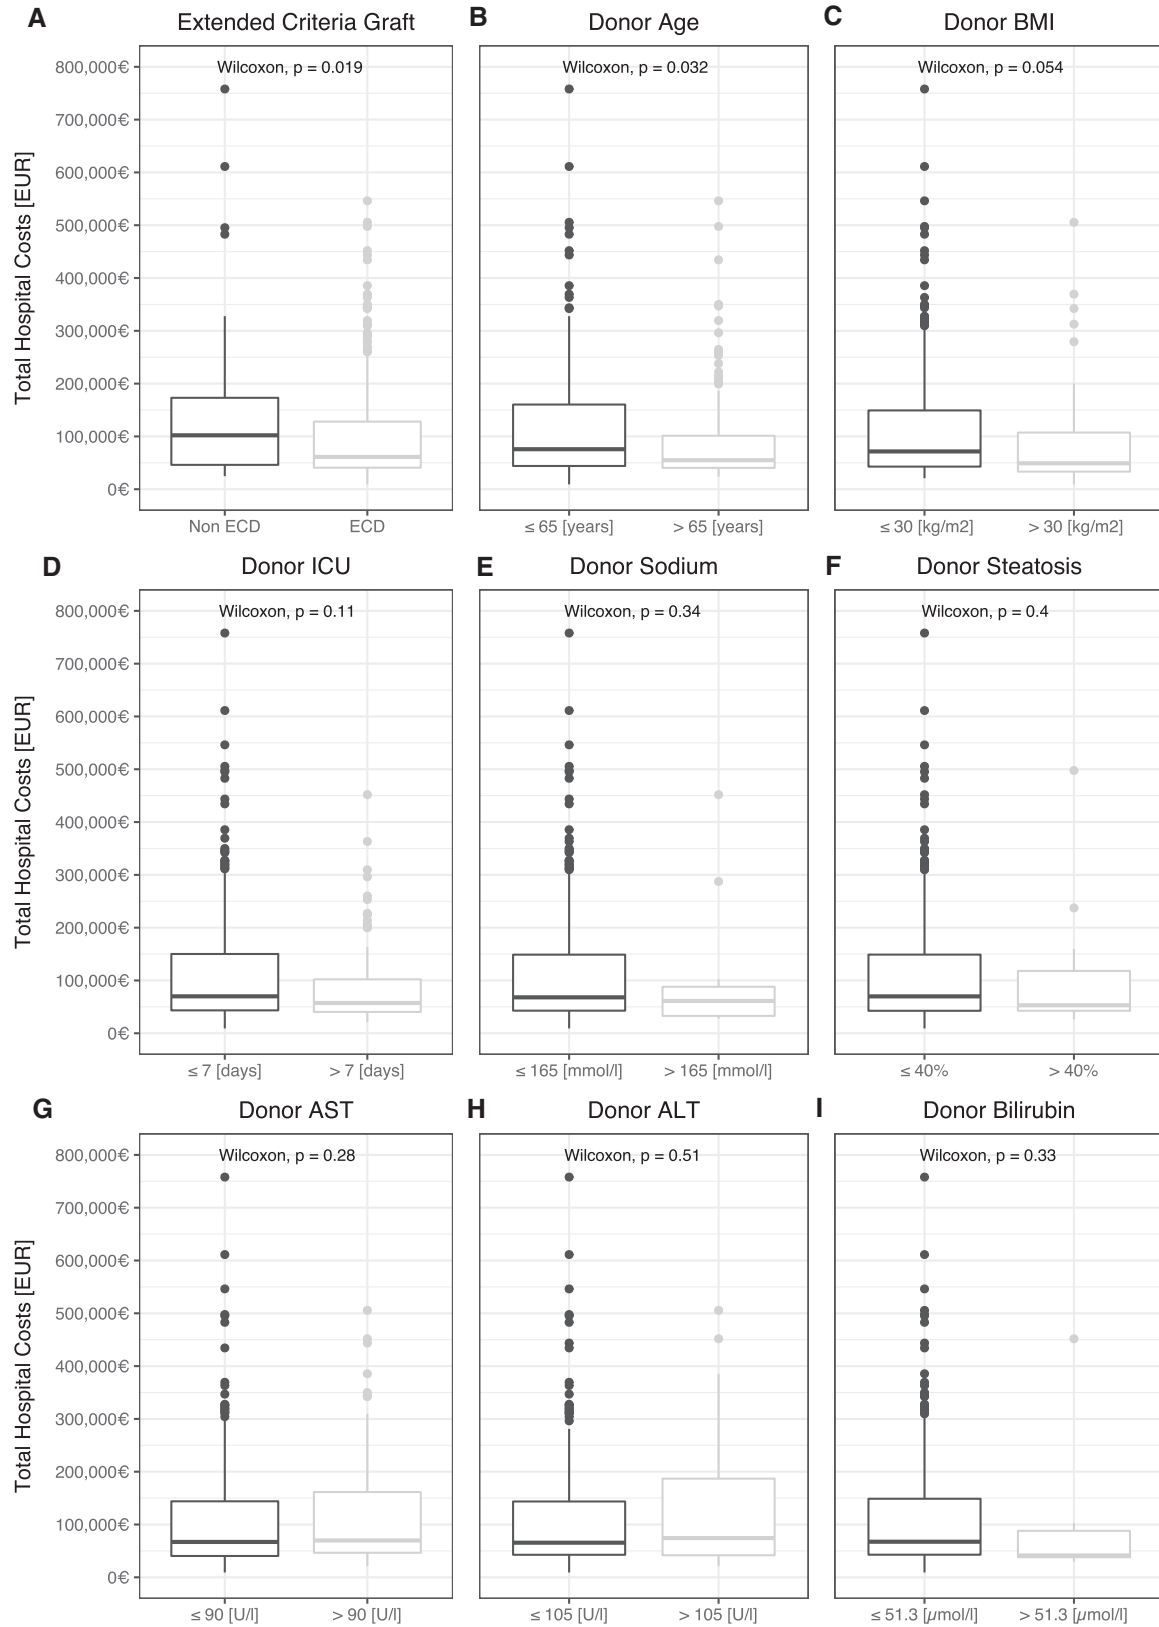 A Extended Criteria Graft
B Donor Age
C Donor BMI
Total Hospital Costs [EUR]
800,000€
700,000€
600,000€
500,000€
400,000€
300,000€
200,000€
100,000€
0€
Wilcoxon, p = 0.019
Wilcoxon, p = 0.032
Wilcoxon, p = 0.054
Non ECD
ECD
≤ 65 [years]
> 65 [years]
≤ 30 [kg/m2]
> 30 [kg/m2]
D Donor ICU
E Donor Sodium
F Donor Steatosis
Total Hospital Costs [EUR]
800,000€
700,000€
600,000€
500,000€
400,000€
300,000€
200,000€
100,000€
0€
Wilcoxon, p = 0.11
Wilcoxon, p = 0.34
Wilcoxon, p = 0.4
≤ 7 [days]
> 7 [days]
≤ 165 [mmol/l]
> 165 [mmol/l]
≤ 40%
> 40%
G Donor AST
H Donor ALT
I Donor Bilirubin
Total Hospital Costs [EUR]
800,000€
700,000€
600,000€
500,000€
400,000€
300,000€
200,000€
100,000€
0€
Wilcoxon, p = 0.28
Wilcoxon, p = 0.51
Wilcoxon, p = 0.33
≤ 90 [U/l]
> 90 [U/l]
≤ 105 [U/l]
> 105 [U/l]
≤ 51.3 [µmol/l]
> 51.3 [µmol/l]